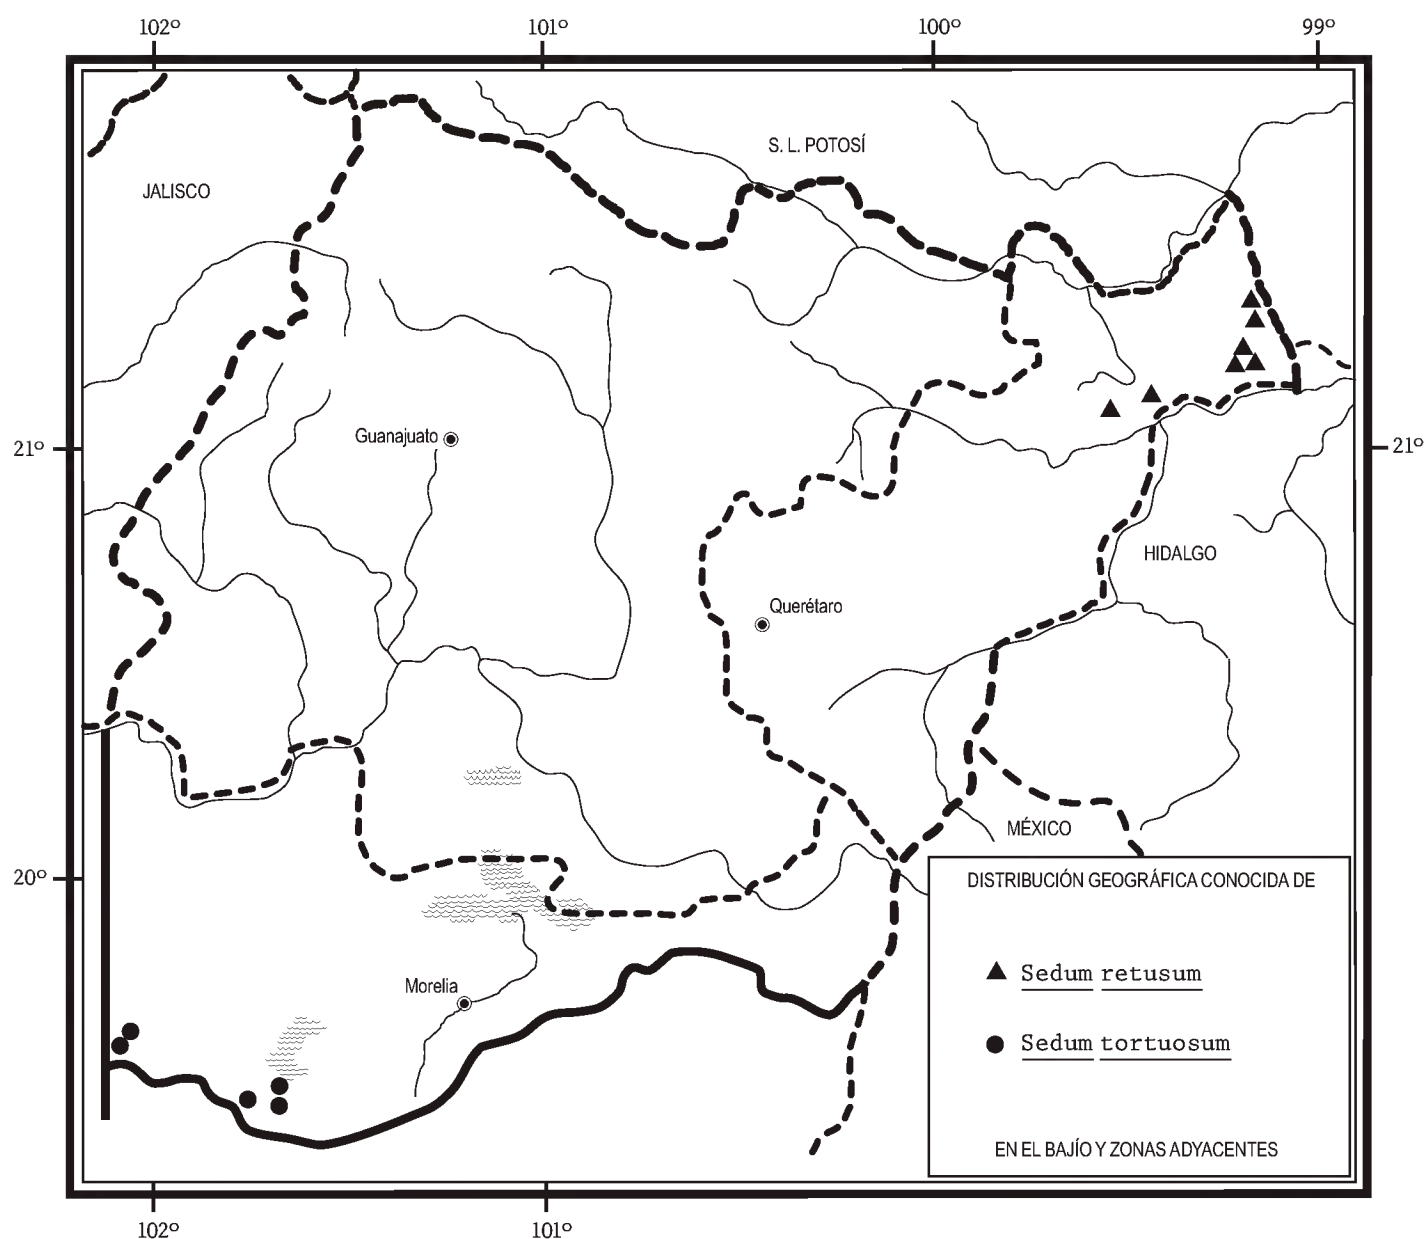 102º 101º 100º 99º
S. L. POTOSÍ
JALISCO
Guanajuato
21º
21º
HIDALGO
Querétaro
MÉXICO
20º
DISTRIBUCIÓN GEOGRÁFICA CONOCIDA DE
Sedum retusum
Morelia
Sedum tortuosum
EN EL BAJÍO Y ZONAS ADYACENTES
102º 101º